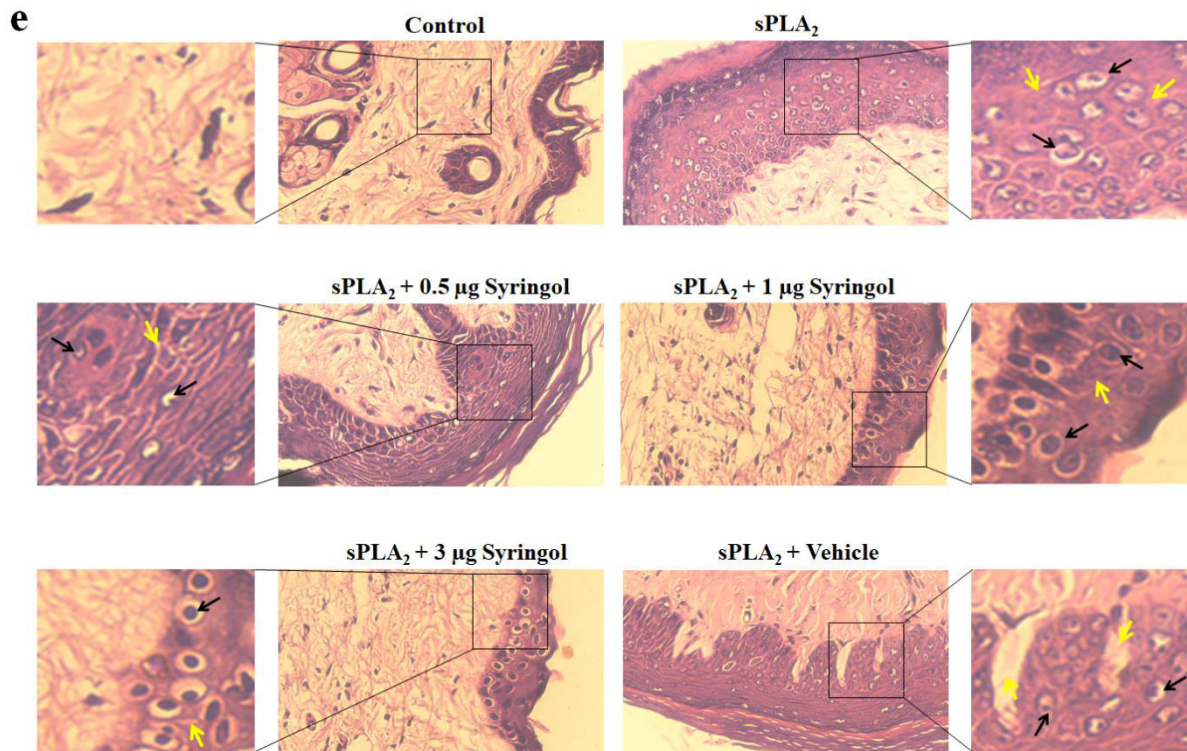 e
Control
sPLA₂
sPLA₂ + 0.5 µg Syringol
sPLA₂ + 1 µg Syringol
sPLA₂ + 3 µg Syringol
sPLA₂ + Vehicle